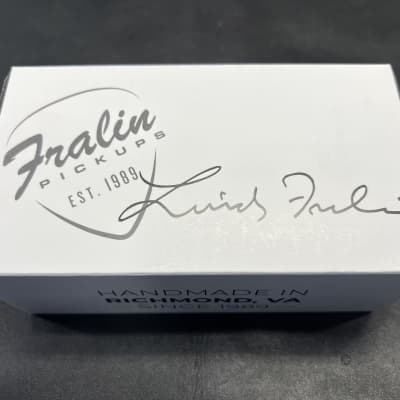 Fralin
PICKUPS
EST. 1989
Lindy Fralin
HANDMADE IN
RICHMOND, VA
SINCE 1989